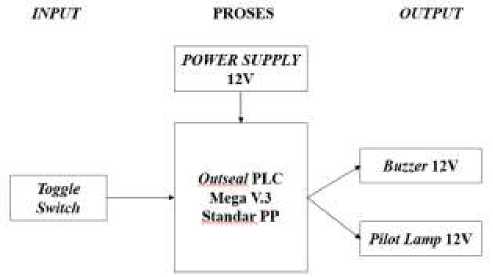 INPUT
PROSES
OUTPUT
POWER SUPPLY
12V
Toggle
Switch
Outseal PLC
Mega V.3
Standar PP
Buzzer 12V
Pilot Lamp 12V